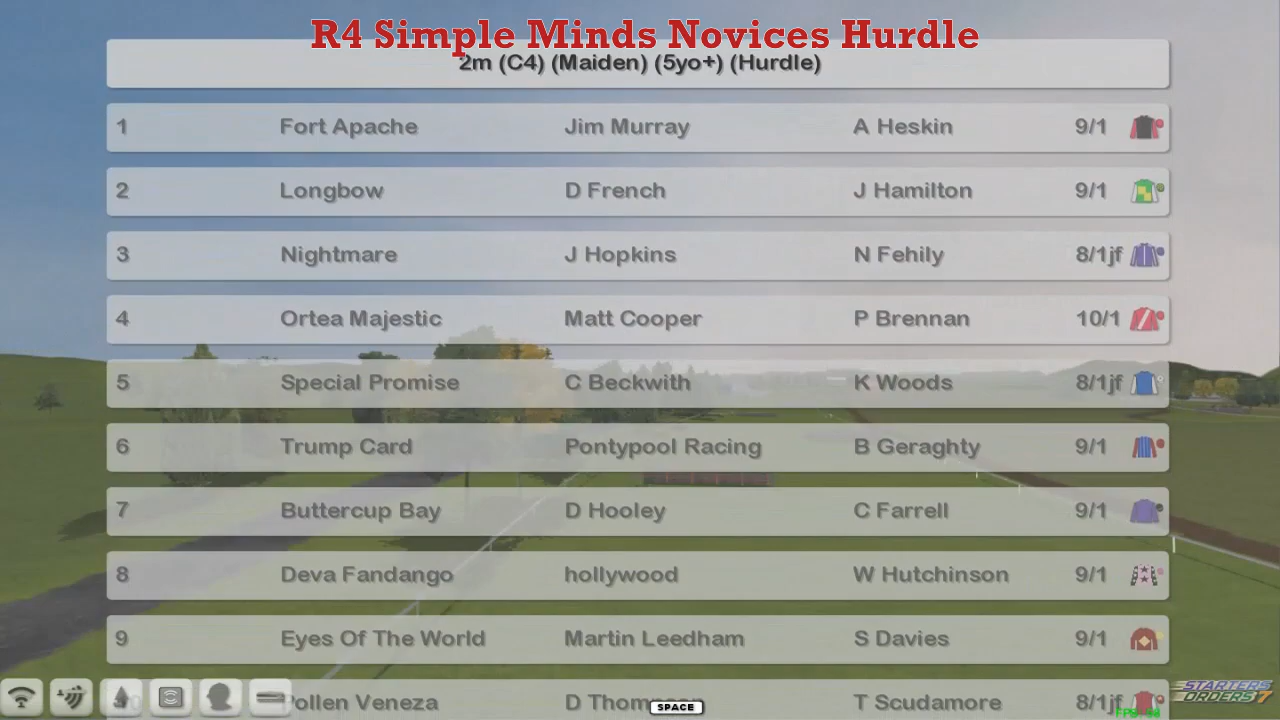 R4 Simple Minds Novices Hurdle
2m (C4) (Maiden) (5yo+) (Hurdle)
1 Fort Apache Jim Murray A Heskin 9/1
2 Longbow D French J Hamilton 9/1
3 Nightmare J Hopkins N Fehily 8/1jf
4 Ortea Majestic Matt Cooper P Brennan 10/1
5 Special Promise C Beckwith K Woods 8/1jf
6 Trump Card Pontypool Racing B Geraghty 9/1
7 Buttercup Bay D Hooley C Farrell 9/1
8 Deva Fandango hollywood W Hutchinson 9/1
9 Eyes Of The World Martin Leedham S Davies 9/1
Pollen Veneza D T Scudamore 8/1jf
SPACE
STARTERS ORDERS 7